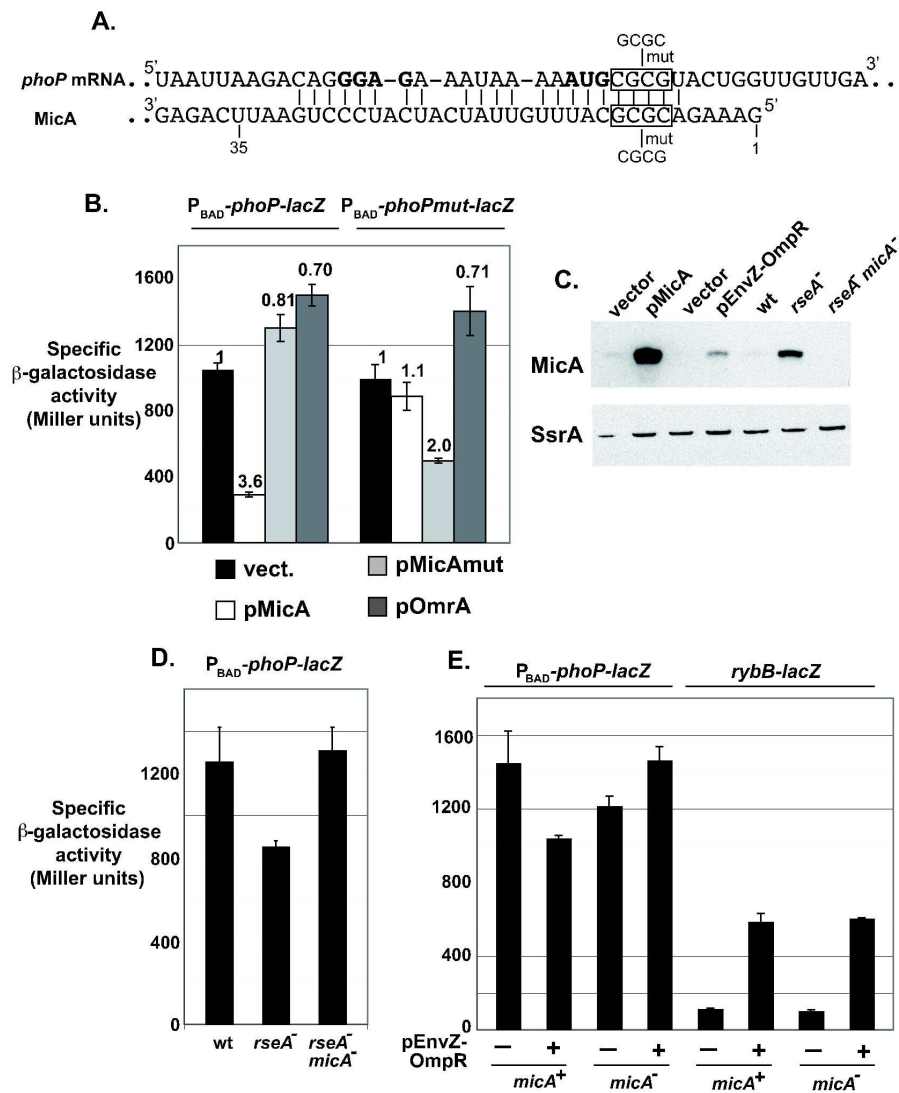 A.
GCGC
mut
5’ 3’
phoP mRNA . . UAAUUAAGACAGGGGA–GA–AAUAA–AAAUGCGCGUACUGGUUGUUGA . .
3’ 5’
MicA . . GAGACUUAAGUCCCUACUACUAUUGUUUACGCGCAGAAAG
35 mut 1
CGCG
B.
PBAD-phoP-lacZ PBAD-phoPmut-lacZ
Specific
β-galactosidase
activity
(Miller units)
1600
1200
800
400
0
1 3.6 0.81 0.70 1 1.1 2.0 0.71
vect. pMicAmut
pMicA pOmrA
C.
vector pMicA vector pEnvZ-OmpR wt rseA- rseA- micA-
MicA
SsrA
D.
PBAD-phoP-lacZ
Specific
β-galactosidase
activity
(Miller units)
1200
800
400
0
wt rseA- rseA-
micA-
E.
PBAD-phoP-lacZ rybB-lacZ
1600
1200
800
400
0
pEnvZ-
OmpR
– + – + – + – +
micA+ micA- micA+ micA-